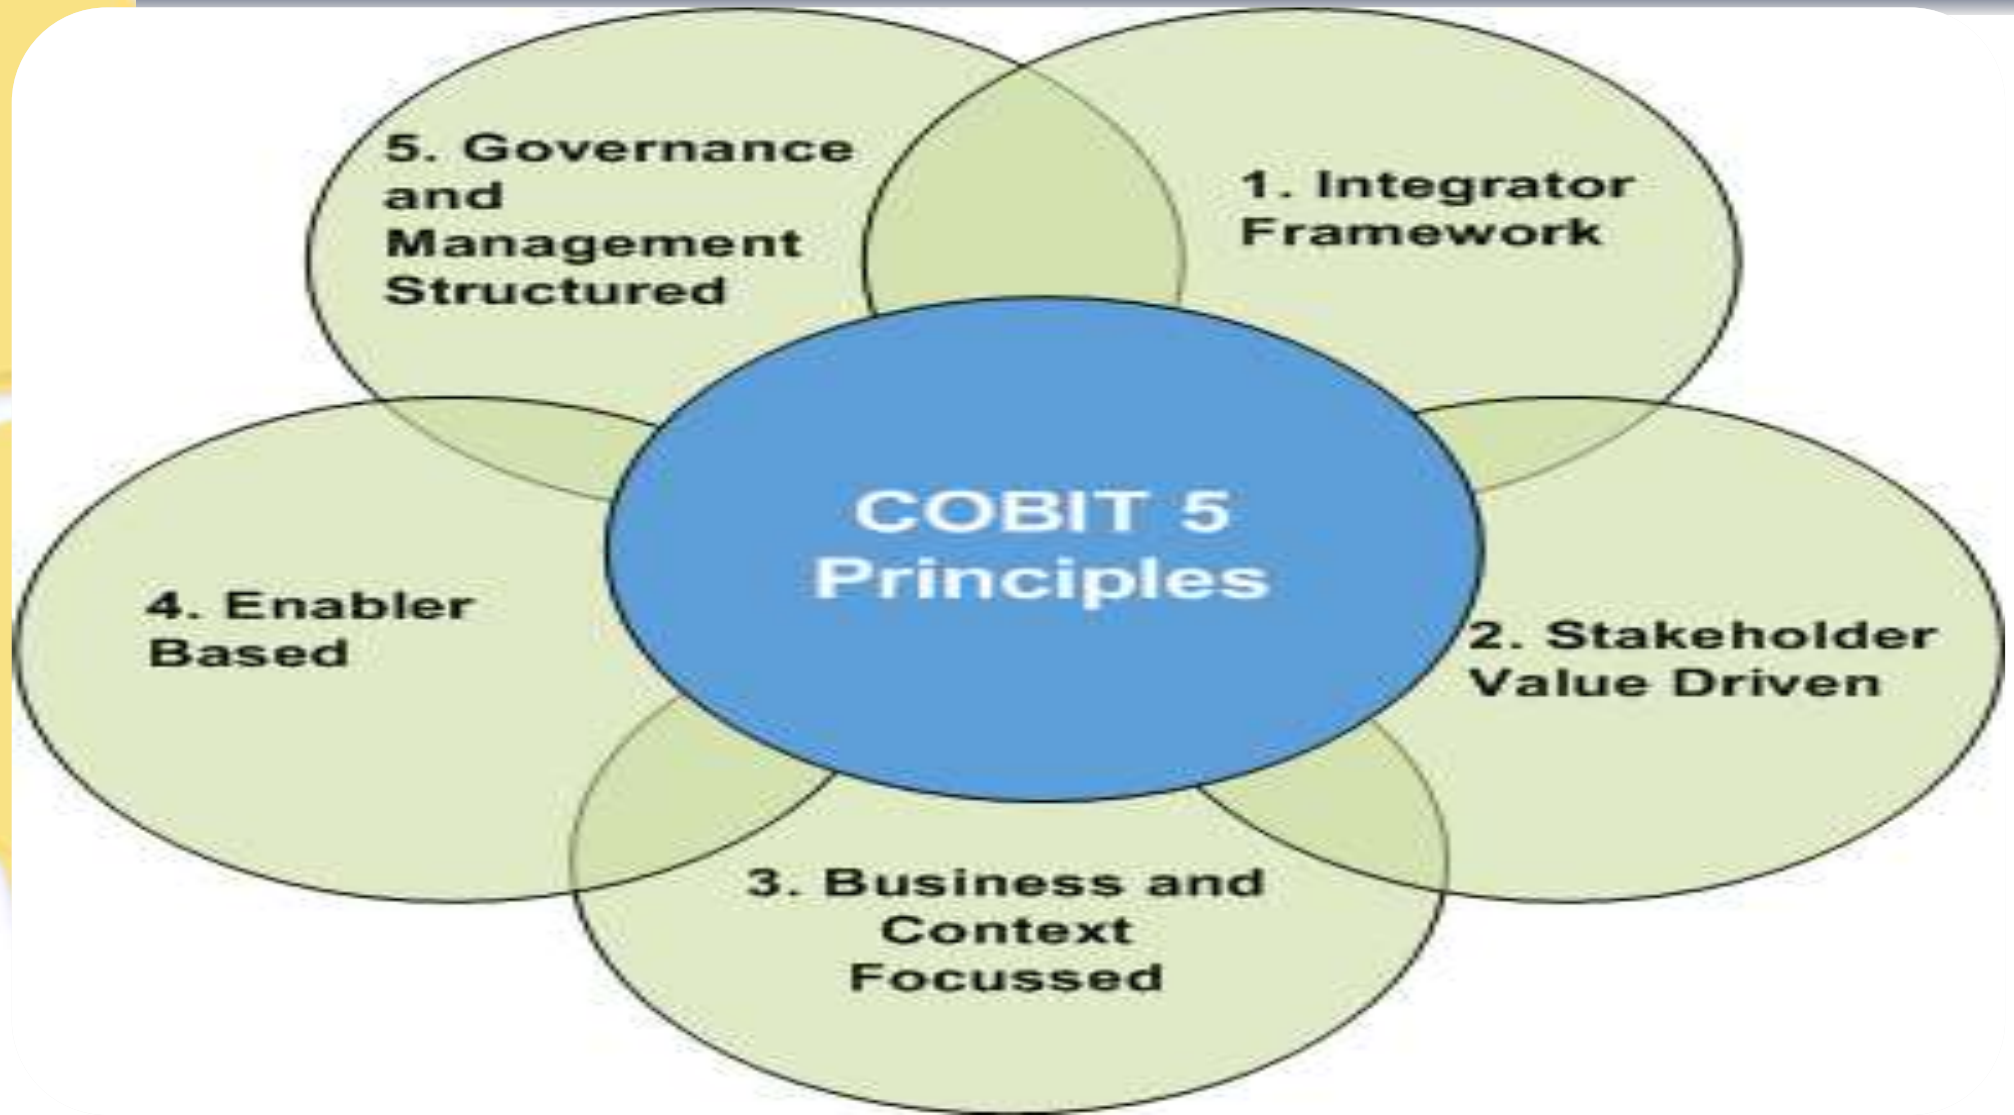 5. Governance
and
Management
Structured
1. Integrator
Framework
COBIT 5
Principles
4. Enabler
Based
2. Stakeholder
Value Driven
3. Business and
Context
Focussed